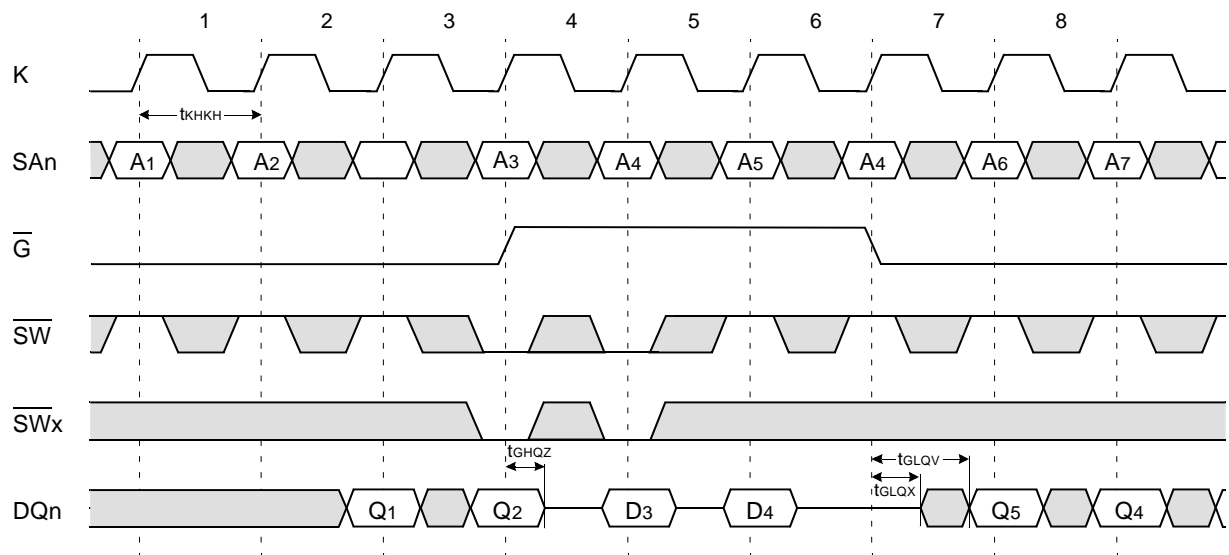 1 2 3 4 5 6 7 8
K
tKHKH
SAn A1 A2 A3 A4 A5 A4 A6 A7
G
SW
SWx
tGHQZ tGLQV
tGLQX
DQn Q1 Q2 D3 D4 Q5 Q4